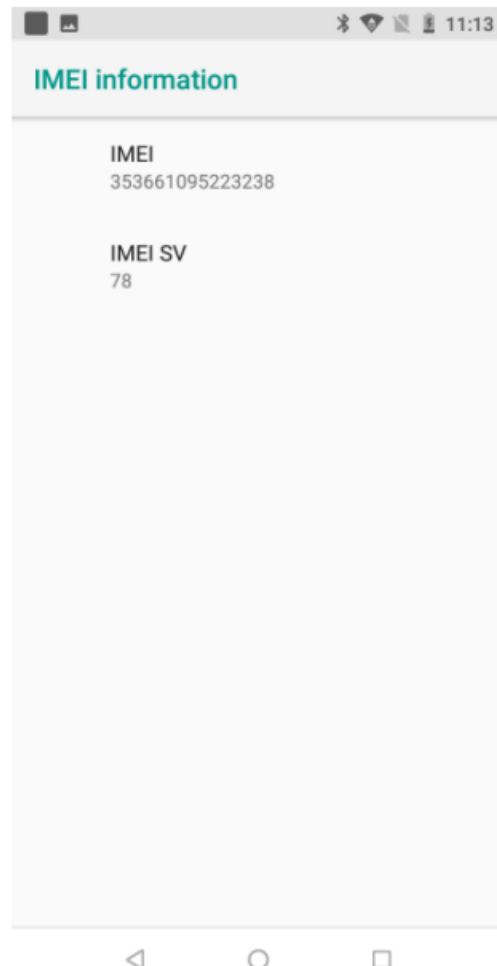 11:13
IMEI information
IMEI
353661095223238
IMEI SV
78